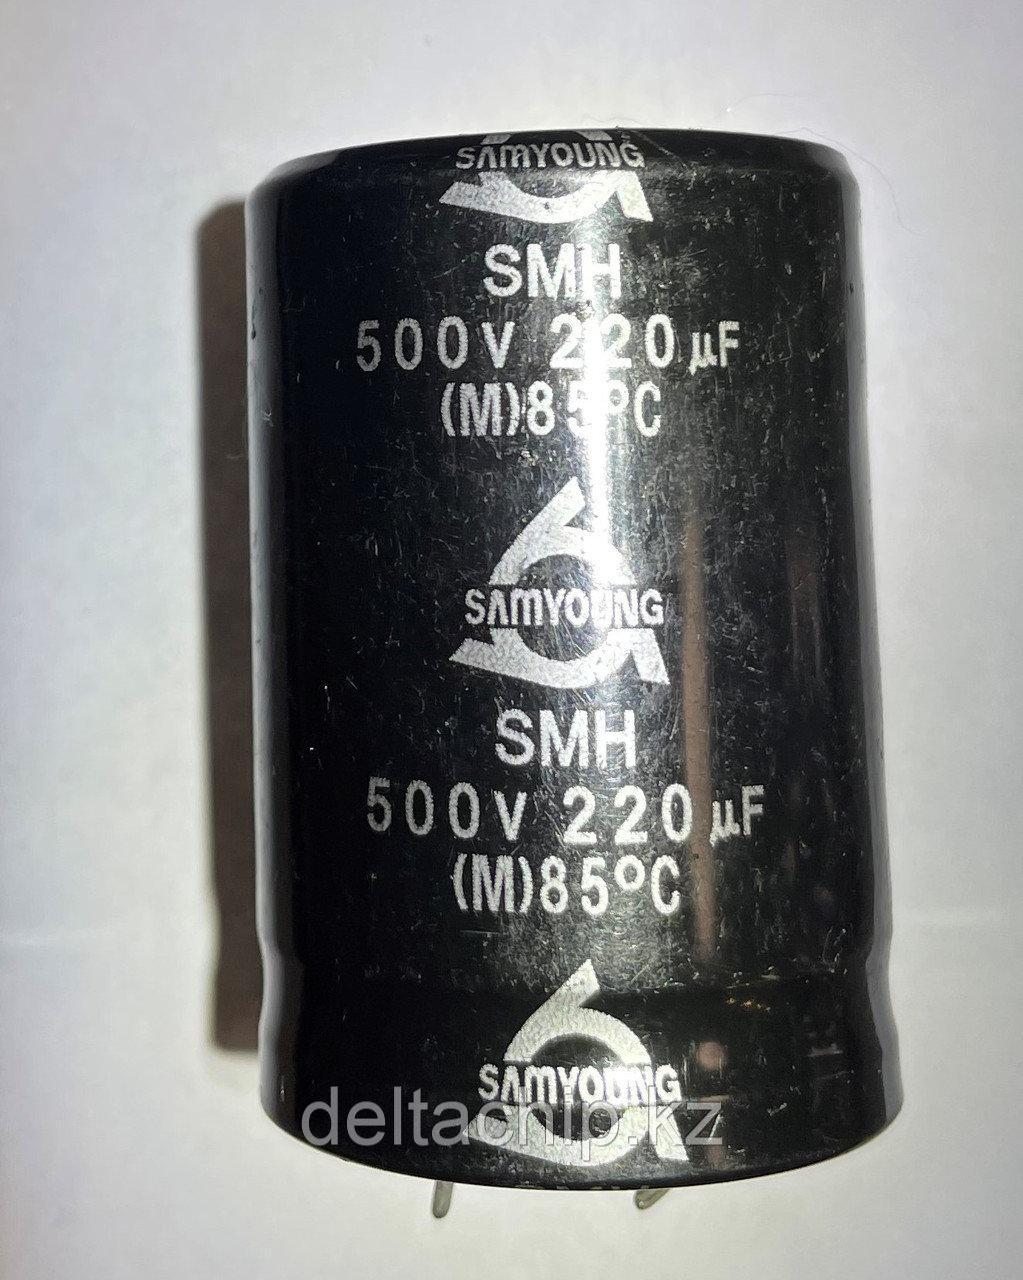 SAMYOUNG
SMH
500V 220µF
(M)85°C
SAMYOUNG
SMH
500V 220µF
(M)85°C
SAMYOUNG
deltachip.kz